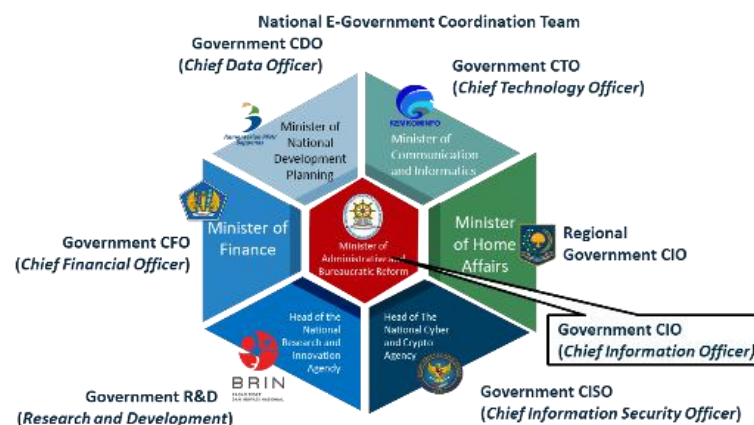 National E-Government Coordination Team
Government CDO
(Chief Data Officer)
Government CTO
(Chief Technology Officer)
Minister of
National
Development
Planning
KEMKOMINFO
Minister of
Communication
and Informatics
Minister of
Finance
Government CFO
(Chief Financial Officer)
Minister of
Administrative and
Bureaucratic Reform
Minister
of Home
Affairs
Regional
Government CIO
Government CIO
(Chief Information Officer)
Head of the
National
Research and
Innovation
Agendy
BRIN
Head of The
National Cyber
and Crypto
Agency
Government R&D
(Research and Development)
Government CISO
(Chief Information Security Officer)